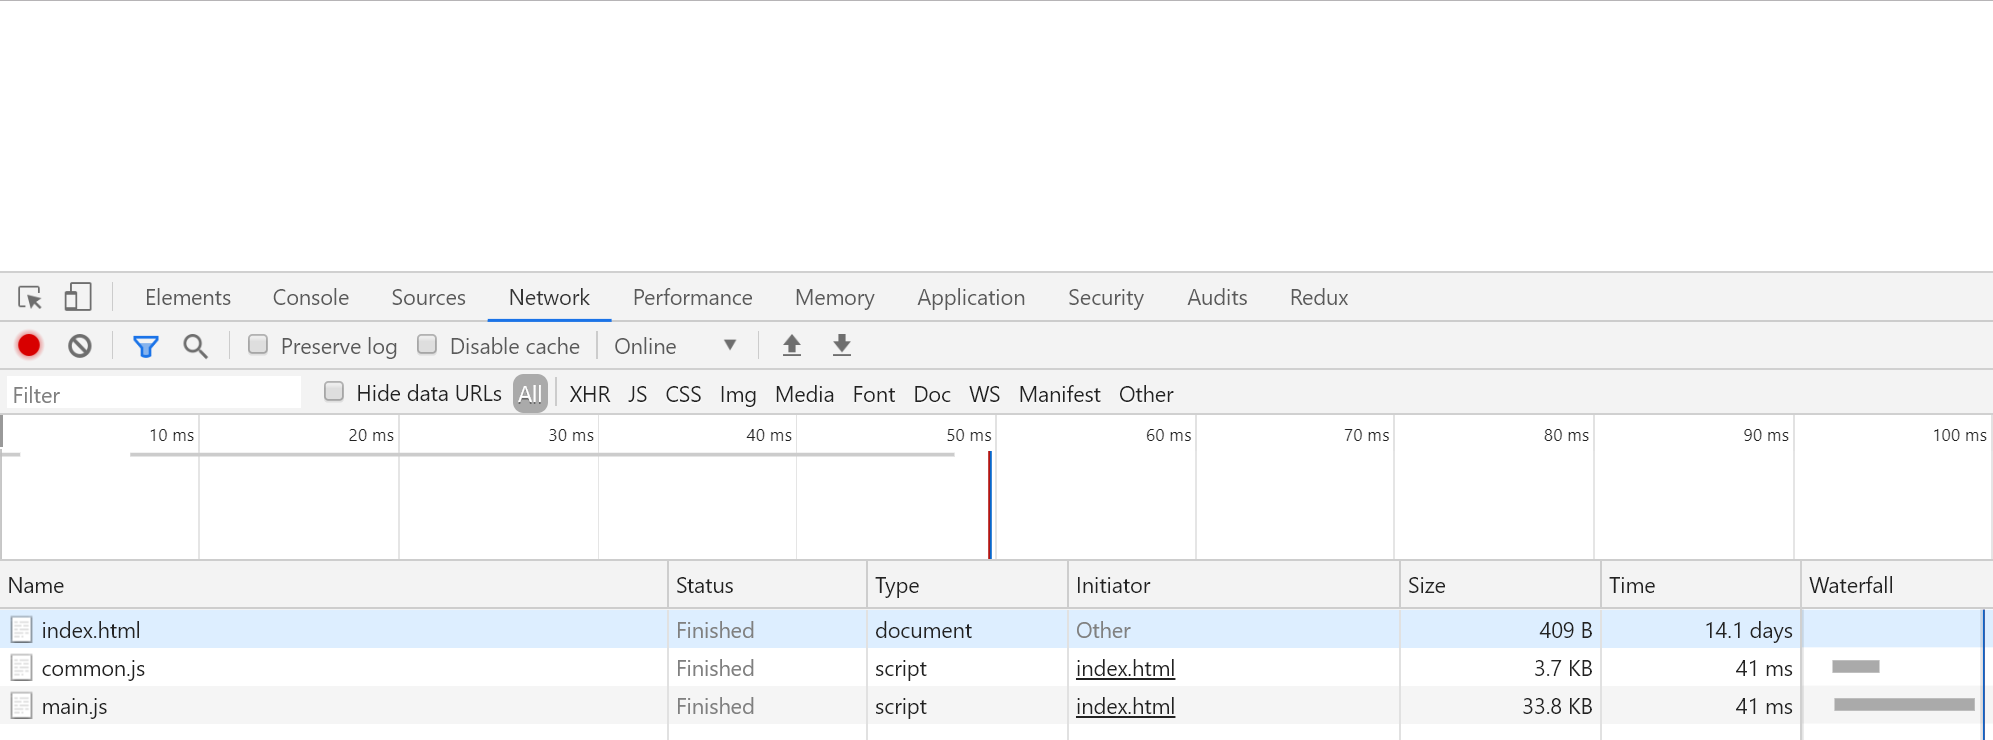 Elements Console Sources Network Performance Memory Application Security Audits Redux
Preserve log Disable cache Online
Filter Hide data URLs All XHR JS CSS Img Media Font Doc WS Manifest Other
10 ms 20 ms 30 ms 40 ms 50 ms 60 ms 70 ms 80 ms 90 ms 100 ms
Name Status Type Initiator Size Time Waterfall
index.html Finished document Other 409 B 14.1 days
common.js Finished script index.html 3.7 KB 41 ms
main.js Finished script index.html 33.8 KB 41 ms